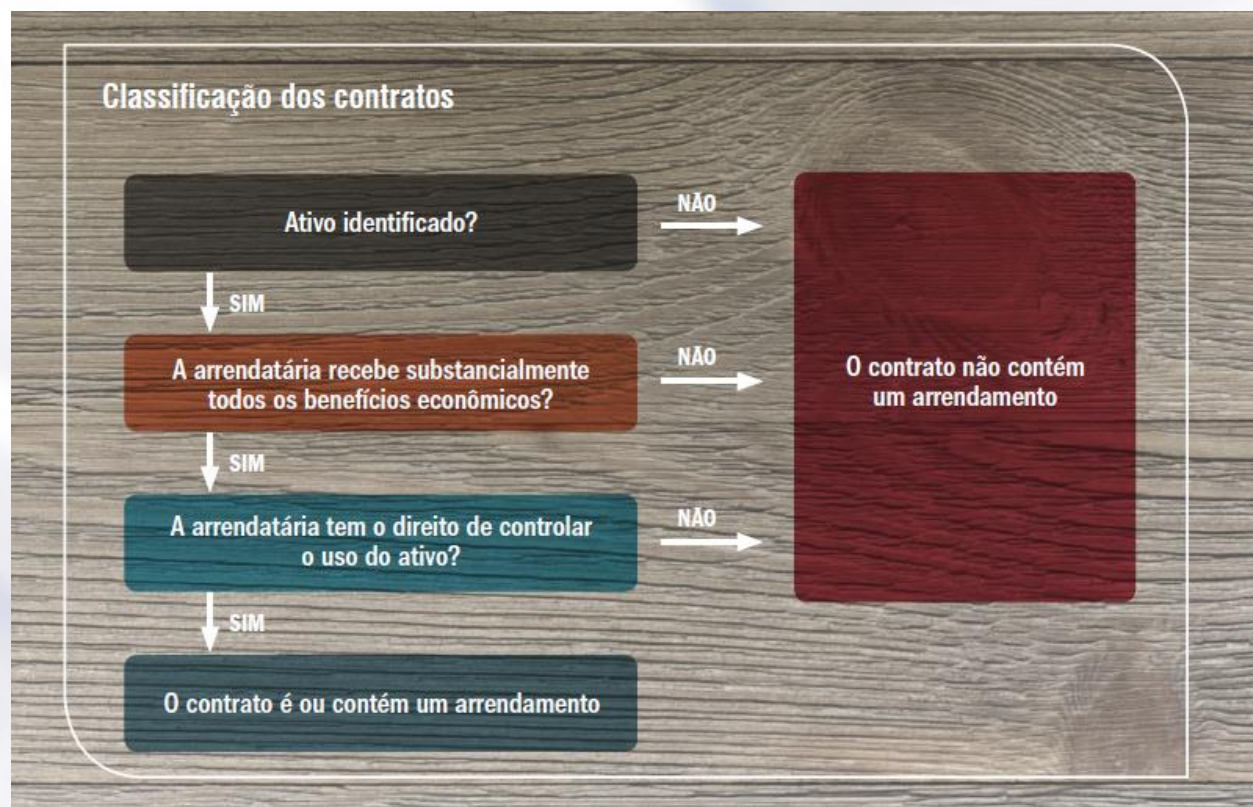 Classificação dos contratos
Ativo identificado?
NÃO
SIM
A arrendatária recebe substancialmente
todos os benefícios econômicos?
NÃO
O contrato não contém
um arrendamento
SIM
A arrendatária tem o direito de controlar
o uso do ativo?
NÃO
SIM
O contrato é ou contém um arrendamento